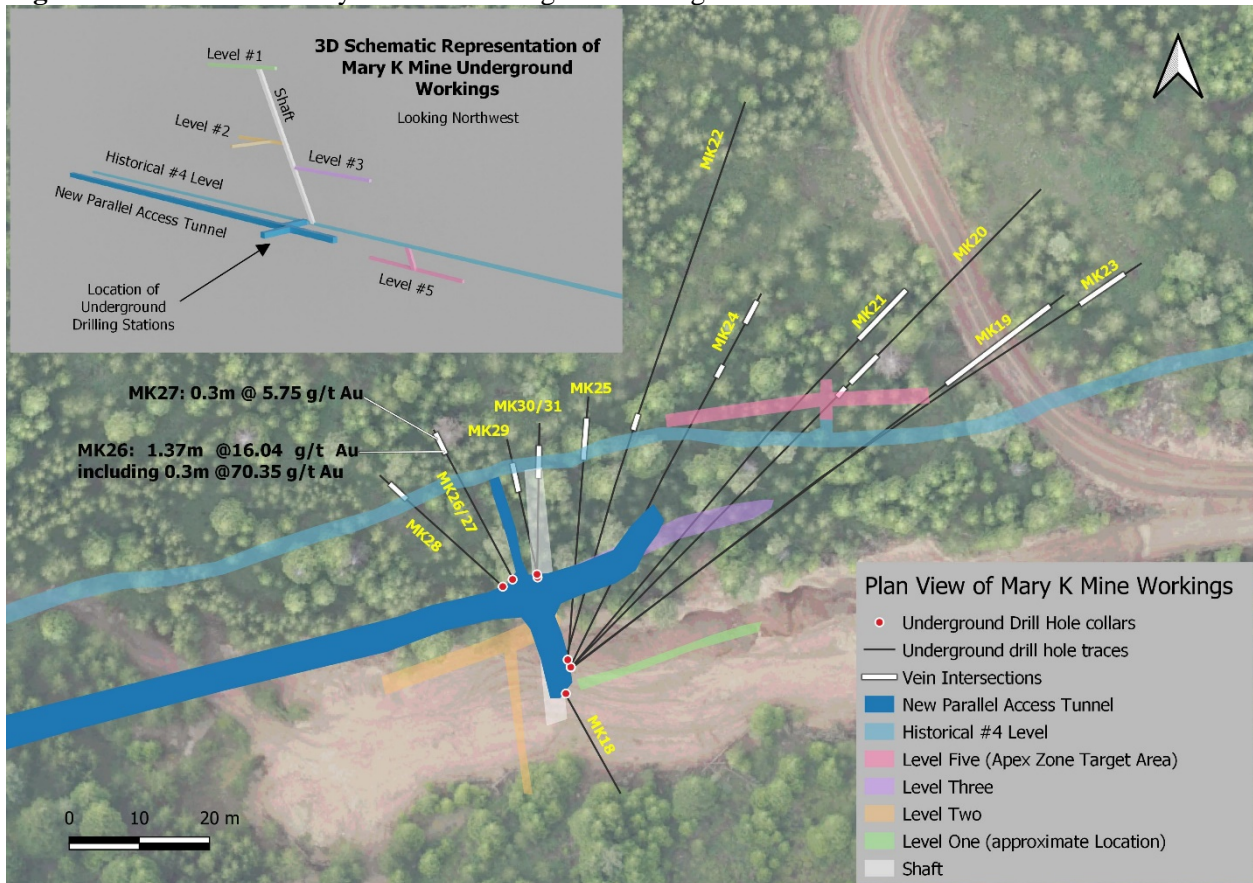 3D Schematic Representation of
Mary K Mine Underground
Workings
Looking Northwest
Level #1
Shaft
Level #2
Level #3
Historical #4 Level
New Parallel Access Tunnel
Level #5
Location of
Underground
Drilling Stations
MK22
MK20
MK23
MK21
MK19
MK24
MK25
MK30/31
MK29
MK27: 0.3m @ 5.75 g/t Au
MK26: 1.37m @16.04 g/t Au
including 0.3m @70.35 g/t Au
MK26/27
MK28
MK18
0 10 20 m
Plan View of Mary K Mine Workings
Underground Drill Hole collars
Underground drill hole traces
Vein Intersections
New Parallel Access Tunnel
Historical #4 Level
Level Five (Apex Zone Target Area)
Level Three
Level Two
Level One (approximate Location)
Shaft